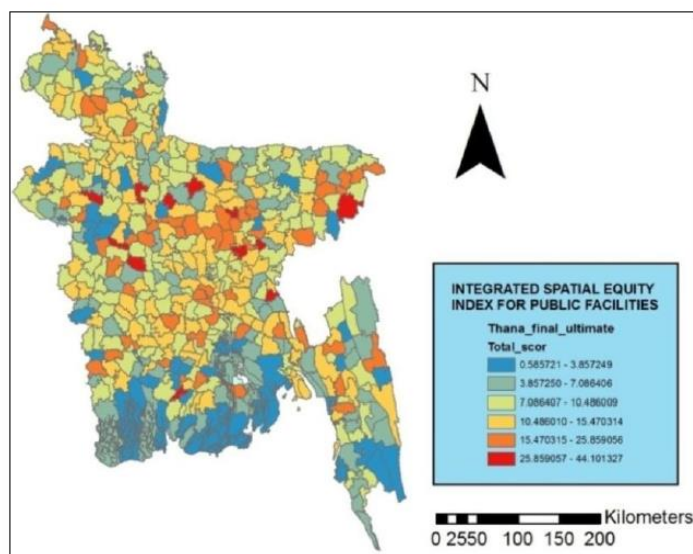 N
INTEGRATED SPATIAL EQUITY
INDEX FOR PUBLIC FACILITIES
Thana_final_ultimate
Total_scor
0.585721 - 3.857249
3.857250 - 7.086406
7.086407 - 10.486009
10.486010 - 15.470314
15.470315 - 25.859056
25.859057 - 44.101327
Kilometers
0 2550 100 150 200